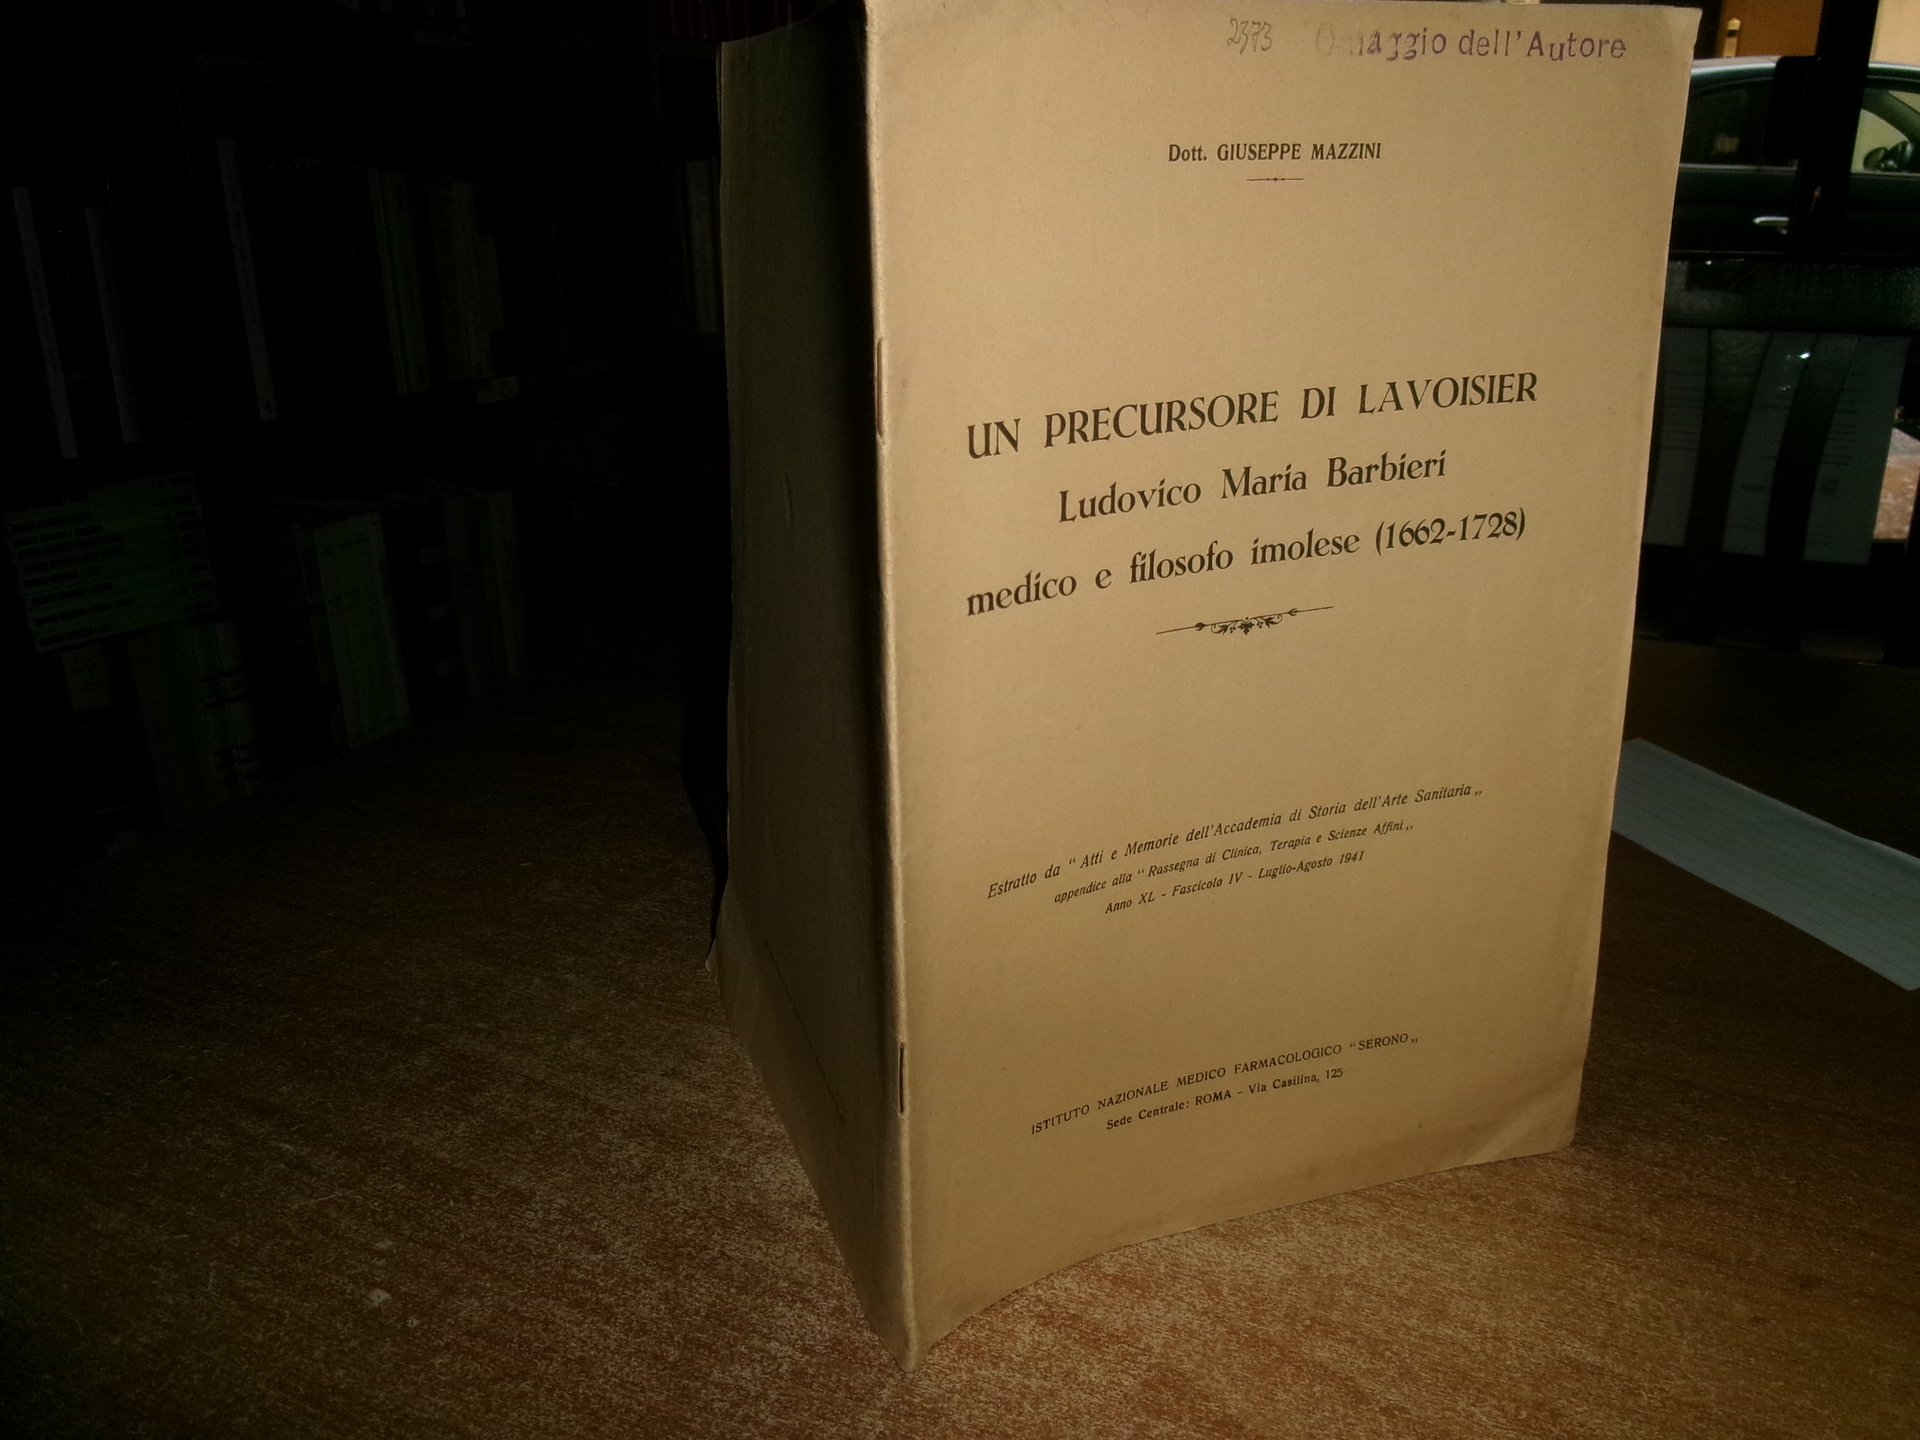 2373 Omaggio dell'Autore
Dott. GIUSEPPE MAZZINI
UN PRECURSORE DI LAVOISIER
Ludovico Maria Barbieri
medico e filosofo imolese (1662-1728)
Estratto da “ Atti e Memorie dell'Accademia di Storia dell'Arte Sanitaria „
appendice alla “ Rassegna di Clinica, Terapia e Scienze Affini „
Anno XL - Fascicolo IV - Luglio-Agosto 1941
ISTITUTO NAZIONALE MEDICO FARMACOLOGICO “ SERONO „
Sede Centrale: ROMA - Via Casilina, 125